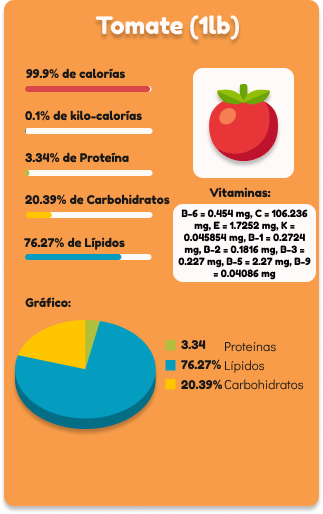 Tomate (1lb)
99.9% de calorías
0.1% de kilo-calorías
3.34% de Proteína
20.39% de Carbohidratos
76.27% de Lípidos
Vitaminas:
B-6 = 0.454 mg, C = 106.236
mg, E = 1.7252 mg, K =
0.045854 mg, B-1 = 0.2724
mg, B-2 = 0.1816 mg, B-3 =
0.227 mg, B-5 = 2.27 mg, B-9
= 0.04086 mg
Gráfico:
3.34 Proteínas
76.27% Lípidos
20.39% Carbohidratos